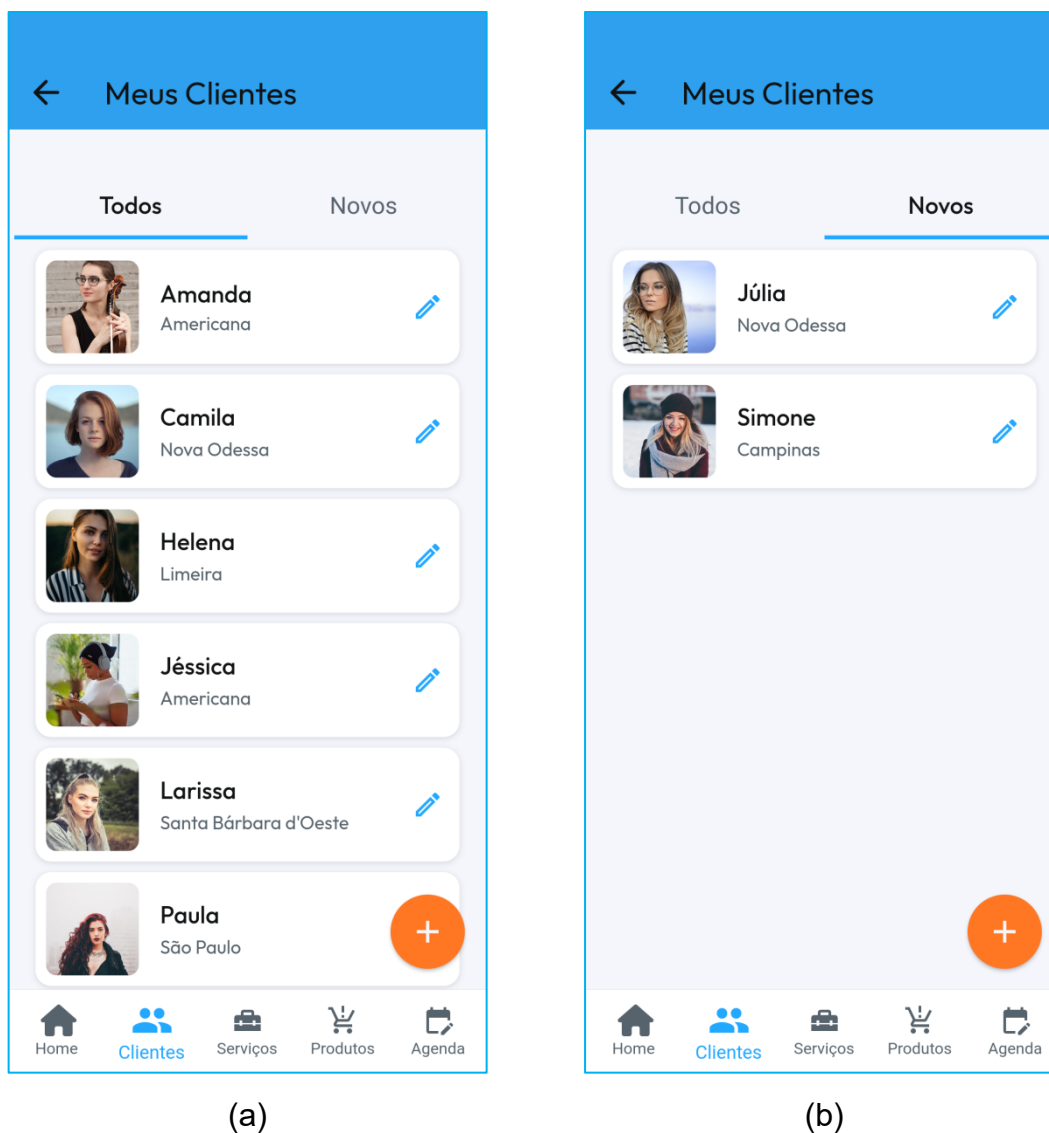 Meus Clientes
Todos Novos
Amanda
Americana
Camila
Nova Odessa
Helena
Limeira
Jéssica
Americana
Larissa
Santa Bárbara d'Oeste
Paula
São Paulo
+
Home Clientes Serviços Produtos Agenda
(a)
Meus Clientes
Todos Novos
Júlia
Nova Odessa
Simone
Campinas
+
Home Clientes Serviços Produtos Agenda
(b)